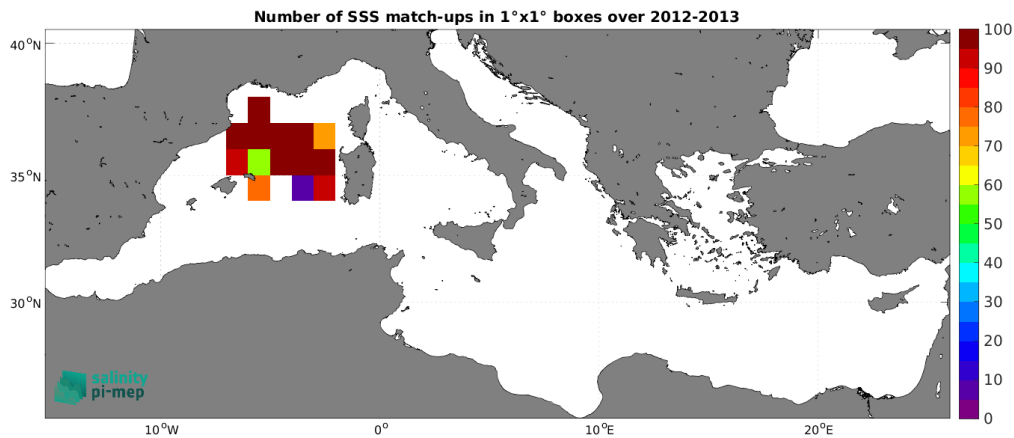 Number of SSS match-ups in 1°x1° boxes over 2012-2013
40°N
35°N
30°N
10°W
0°
10°E
20°E
100
90
80
70
60
50
40
30
20
10
0
salinity
pi-mep